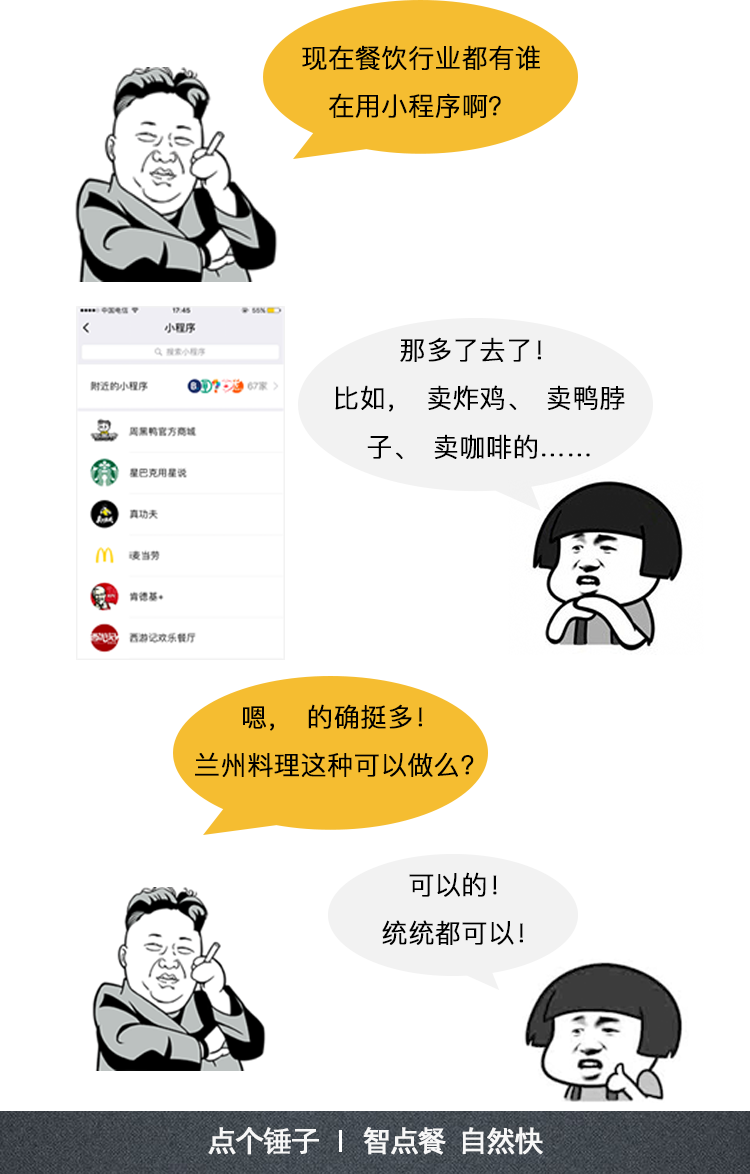 现在餐饮行业都有谁
在用小程序啊?
中国电信
17:45
55%
小程序
搜索小程序
附近的小程序
67家
周黑鸭官方商城
星巴克用星说
真功夫
i麦当劳
肯德基+
西游记欢乐餐厅
那多了去了!
比如, 卖炸鸡、 卖鸭脖
子、 卖咖啡的……
嗯, 的确挺多!
兰州料理这种可以做么?
可以的!
统统都可以!
点个锤子 | 智点餐 自然快